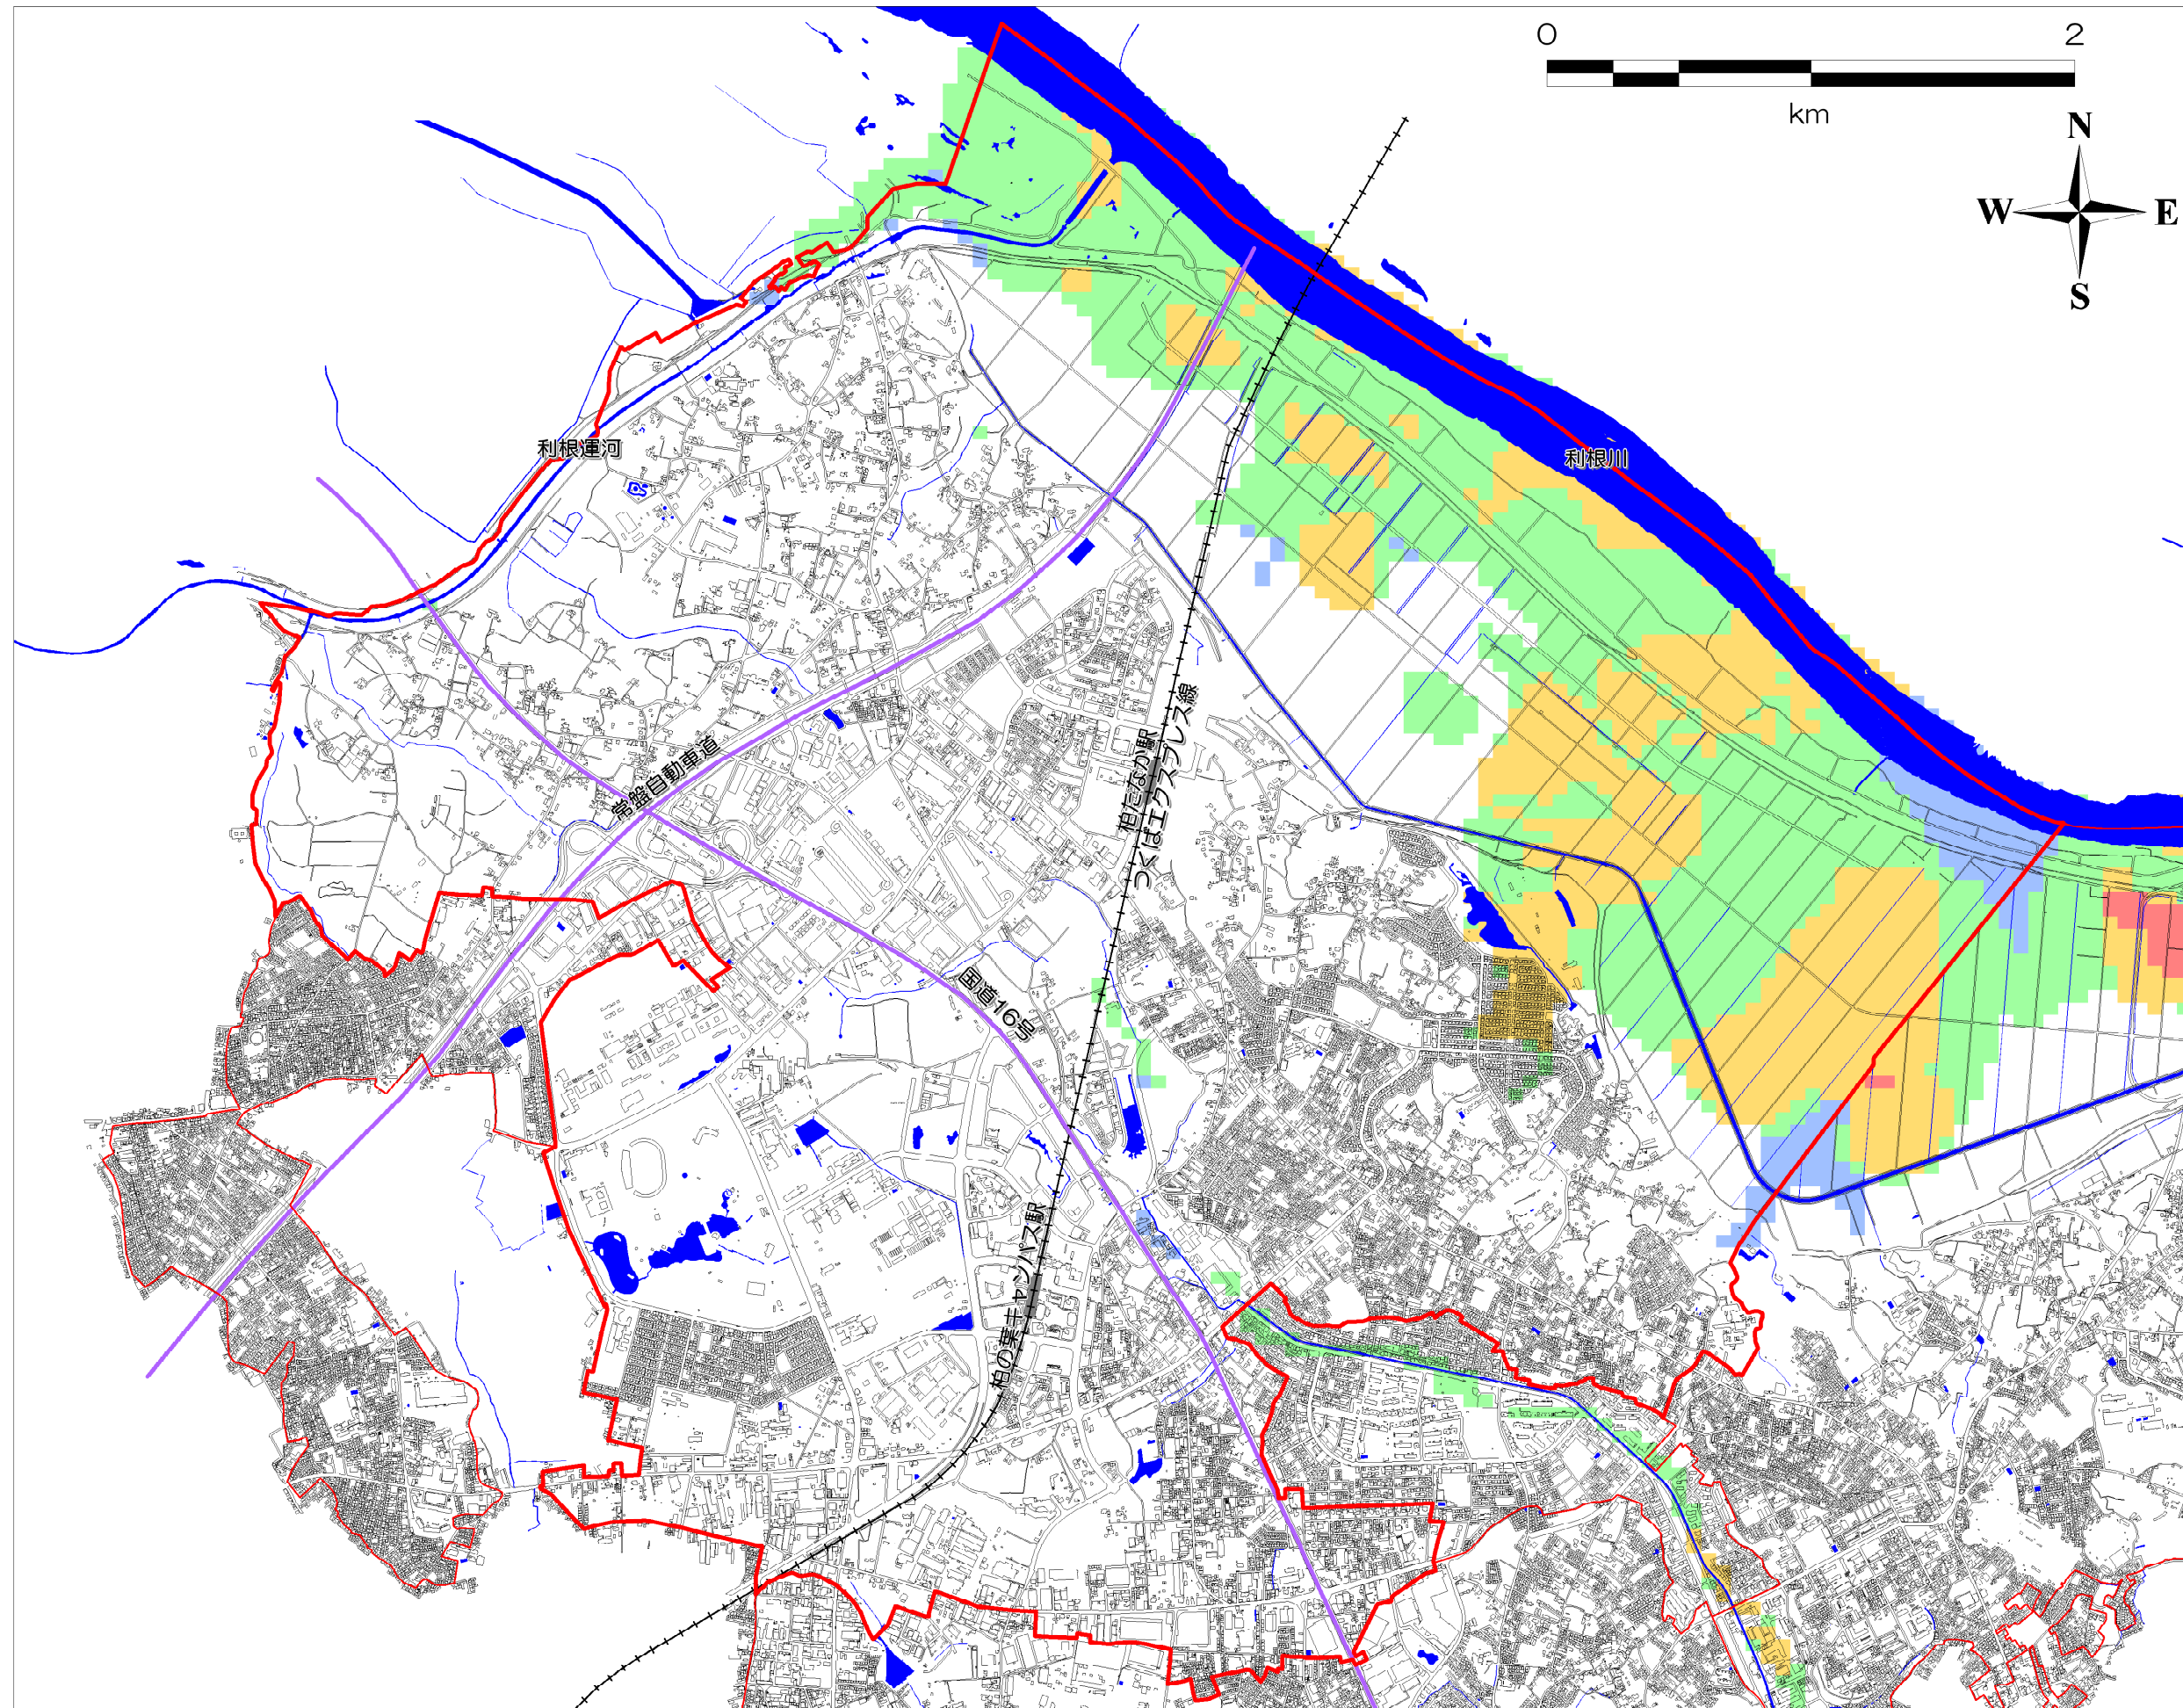 0 2
km
N
W E
S
利根運河
利根川
常盤自動車道
柏たなか駅
つくばエクスプレス線
国道16号
柏の葉キャンパス駅